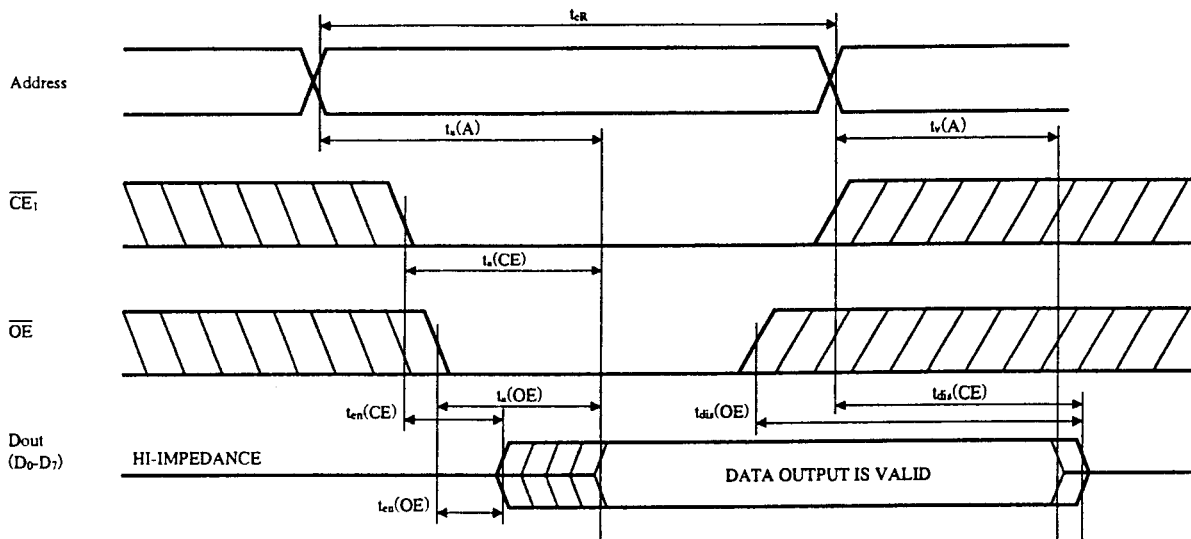 tcR
Address
ta(A)
tv(A)
CE1
ta(CE)
OE
ta(OE)
ten(CE)
tdis(OE)
tdis(CE)
Dout
(D0-D7)
HI-IMPEDANCE
DATA OUTPUT IS VALID
ten(OE)